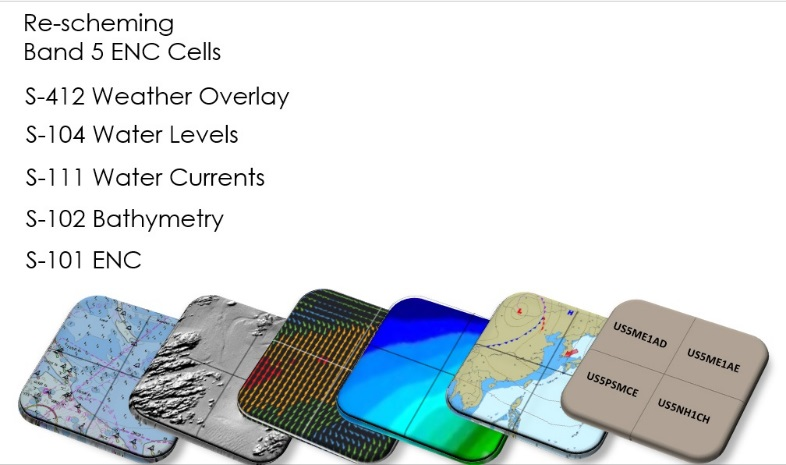 Re-scheming
Band 5 ENC Cells
S-412 Weather Overlay
S-104 Water Levels
S-111 Water Currents
S-102 Bathymetry
S-101 ENC
L
H
US5ME1AD
US5ME1AE
US5PSMCE
US5NH1CH